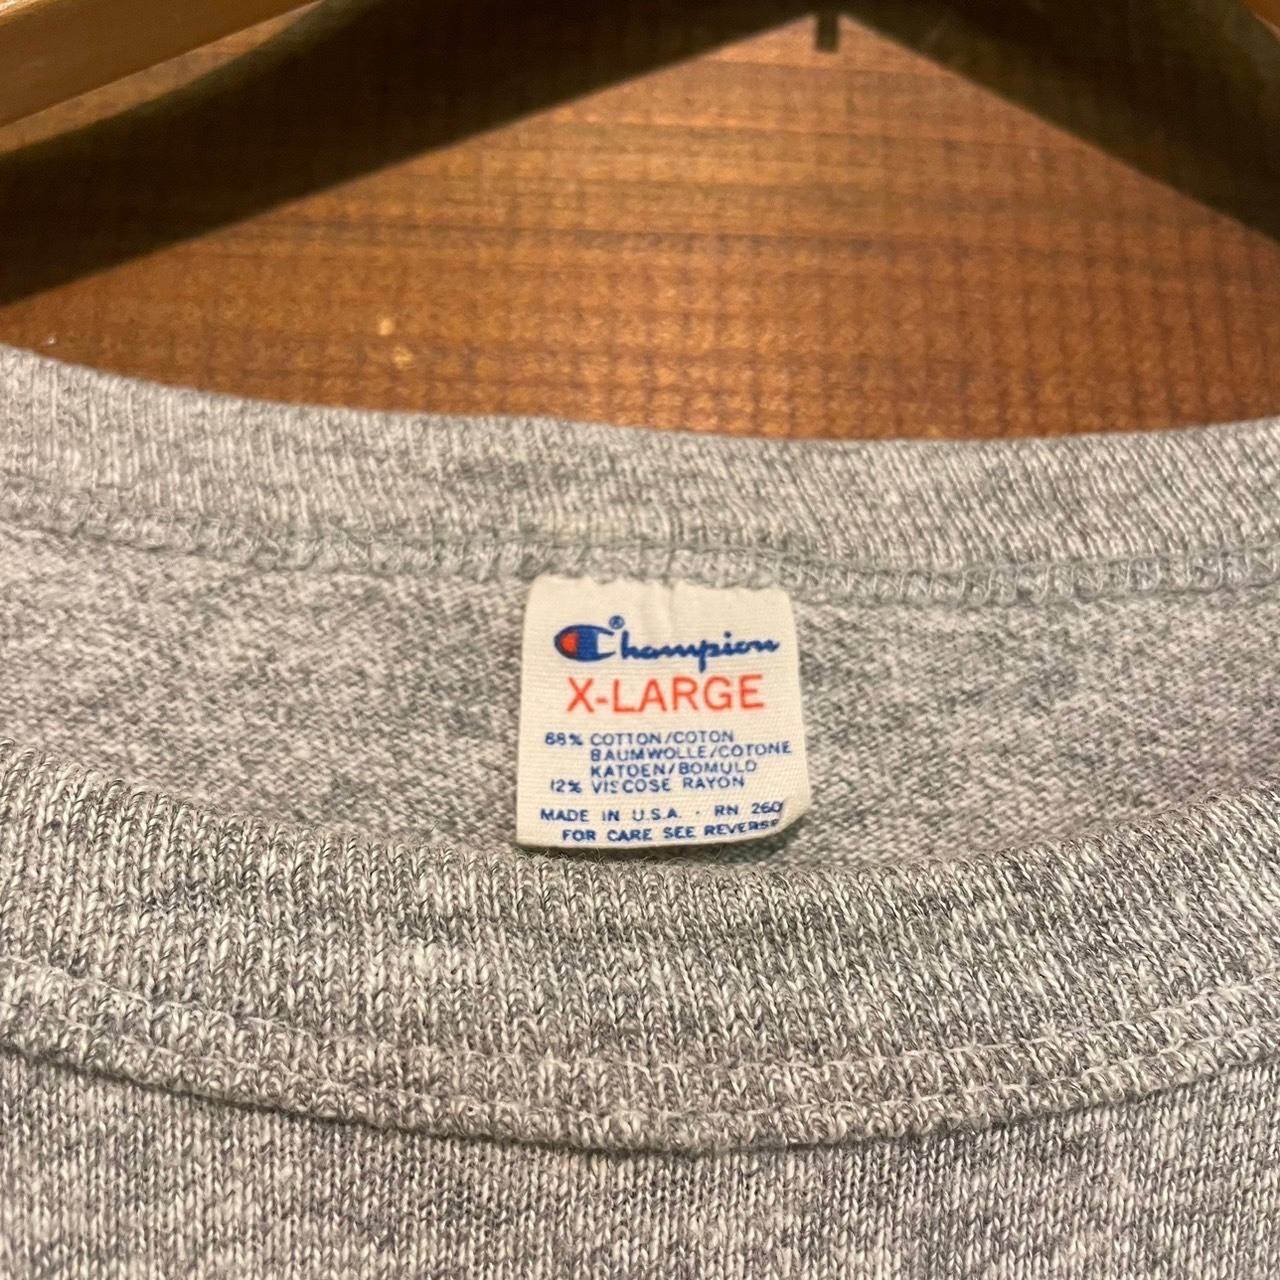 Champion®
X-LARGE
88% COTTON/COTON
BAUMWOLLE/COTONE
KATOEN/BOMULD
12% VISCOSE RAYON
MADE IN U.S.A. · RN 260
FOR CARE SEE REVERSE